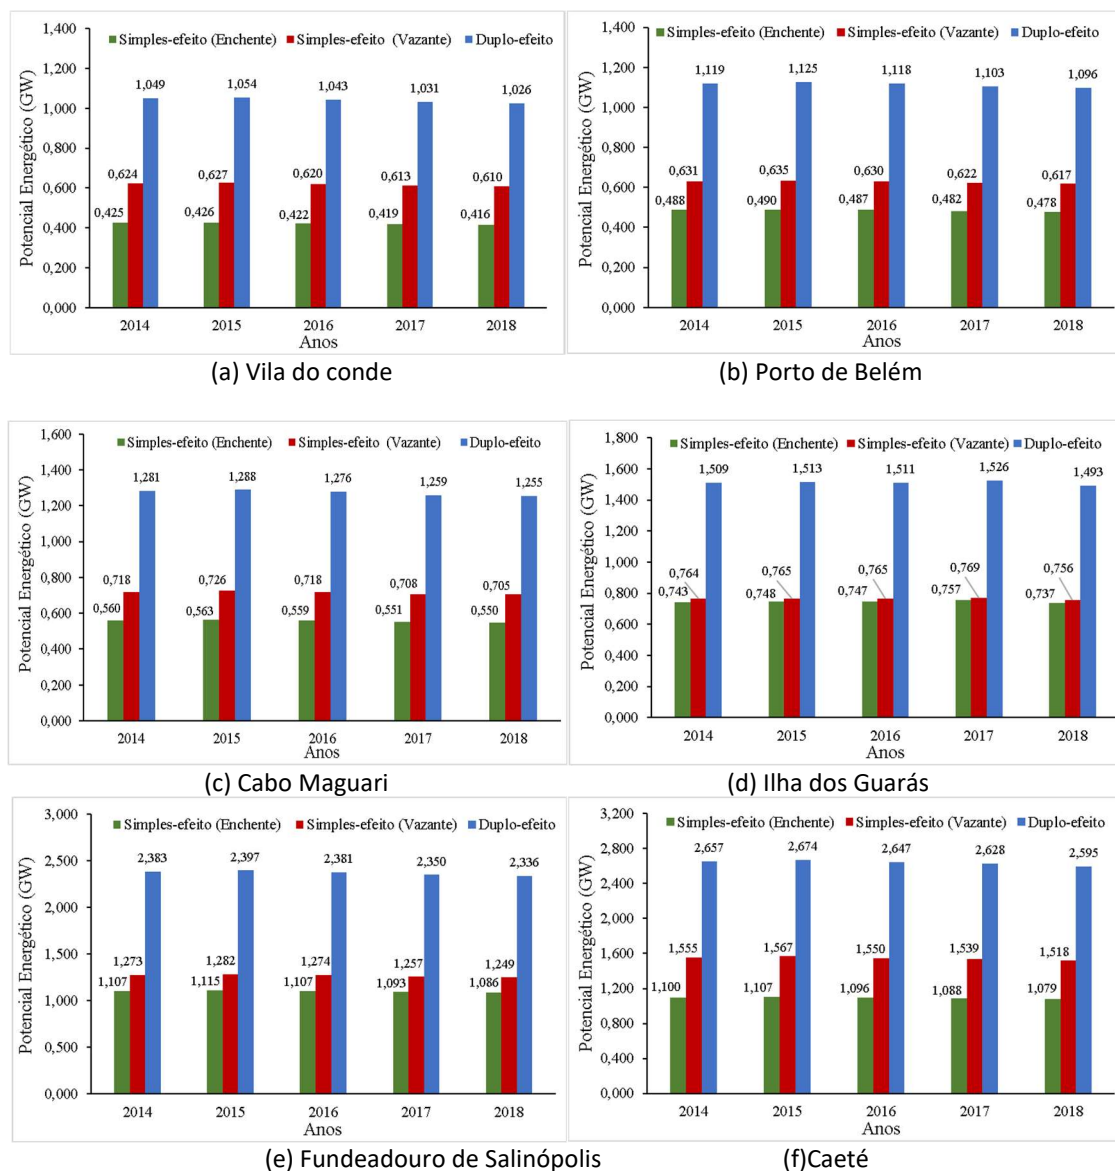 Simples-efeito (Enchente) Simples-efeito (Vazante) Duplo-efeito
Potencial Energético (GW)
1,400
1,200
1,000
0,800
0,600
0,400
0,200
0,000
0,425 0,624 1,049
0,426 0,627 1,054
0,422 0,620 1,043
0,419 0,613 1,031
0,416 0,610 1,026
2014 2015 2016 2017 2018
Anos
(a) Vila do conde
Simples-efeito (Enchente) Simples-efeito (Vazante) Duplo-efeito
Potencial Energético (GW)
1,400
1,200
1,000
0,800
0,600
0,400
0,200
0,000
0,488 0,631 1,119
0,490 0,635 1,125
0,487 0,630 1,118
0,482 0,622 1,103
0,478 0,617 1,096
2014 2015 2016 2017 2018
Anos
(b) Porto de Belém
Simples-efeito (Enchente) Simples-efeito (Vazante) Duplo-efeito
Potencial Energético (GW)
1,600
1,400
1,200
1,000
0,800
0,600
0,400
0,200
0,000
0,560 0,718 1,281
0,563 0,726 1,288
0,559 0,718 1,276
0,551 0,708 1,259
0,550 0,705 1,255
2014 2015 2016 2017 2018
Anos
(c) Cabo Maguari
Simples-efeito (Enchente) Simples-efeito (Vazante) Duplo-efeito
Potencial Energético (GW)
1,800
1,600
1,400
1,200
1,000
0,800
0,600
0,400
0,200
0,000
0,743 0,764 1,509
0,748 0,765 1,513
0,747 0,765 1,511
0,757 0,769 1,526
0,737 0,756 1,493
2014 2015 2016 2017 2018
Anos
(d) Ilha dos Guarás
Simples-efeito (Enchente) Simples-efeito (Vazante) Duplo-efeito
Potencial Energético (GW)
3,000
2,500
2,000
1,500
1,000
0,500
0,000
1,107 1,273 2,383
1,115 1,282 2,397
1,107 1,274 2,381
1,093 1,257 2,350
1,086 1,249 2,336
2014 2015 2016 2017 2018
Anos
(e) Fundeadouro de Salinópolis
Simples-efeito (Enchente) Simples-efeito (Vazante) Duplo-efeito
Potencial Energético (GW)
3,200
2,800
2,400
2,000
1,600
1,200
0,800
0,400
0,000
1,100 1,555 2,657
1,107 1,567 2,674
1,096 1,550 2,647
1,088 1,539 2,628
1,079 1,518 2,595
2014 2015 2016 2017 2018
Anos
(f)Caeté